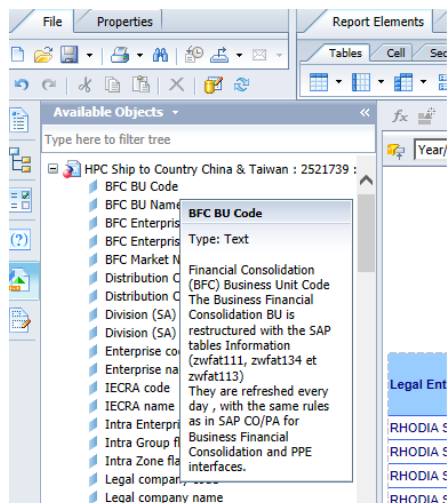 File
Properties
Report Elements
Tables
Cell
Available Objects
«
Type here to filter tree
fx
HPC Ship to Country China & Taiwan : 2521739 :
BFC BU Code
BFC BU Name
BFC Enterpris
BFC Enterpris
BFC Market N
Distribution C
Distribution C
Division (SA)
Division (SA)
Enterprise co
Enterprise na
IECRA code
IECRA name
Intra Enterpri
Intra Group f
Intra Zone fla
Legal company code
Legal company name
BFC BU Code
Type: Text
Financial Consolidation
(BFC) Business Unit Code
The Business Financial
Consolidation BU is
restructured with the SAP
tables Information
(zwfat111, zwfat134 et
zwfat113)
They are refreshed every
day , with the same rules
as in SAP CO/PA for
Business Financial
Consolidation and PPE
interfaces.
Year/
Legal Ent
RHODIA S
RHODIA S
RHODIA S
RHODIA S